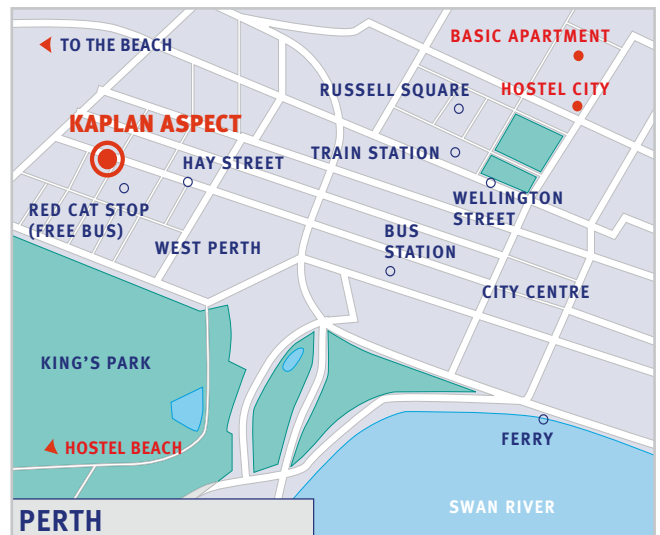 TO THE BEACH
BASIC APARTMENT
RUSSELL SQUARE
HOSTEL CITY
KAPLAN ASPECT
HAY STREET
TRAIN STATION
RED CAT STOP
(FREE BUS)
WELLINGTON
STREET
WEST PERTH
BUS
STATION
CITY CENTRE
KING'S PARK
HOSTEL BEACH
FERRY
SWAN RIVER
PERTH